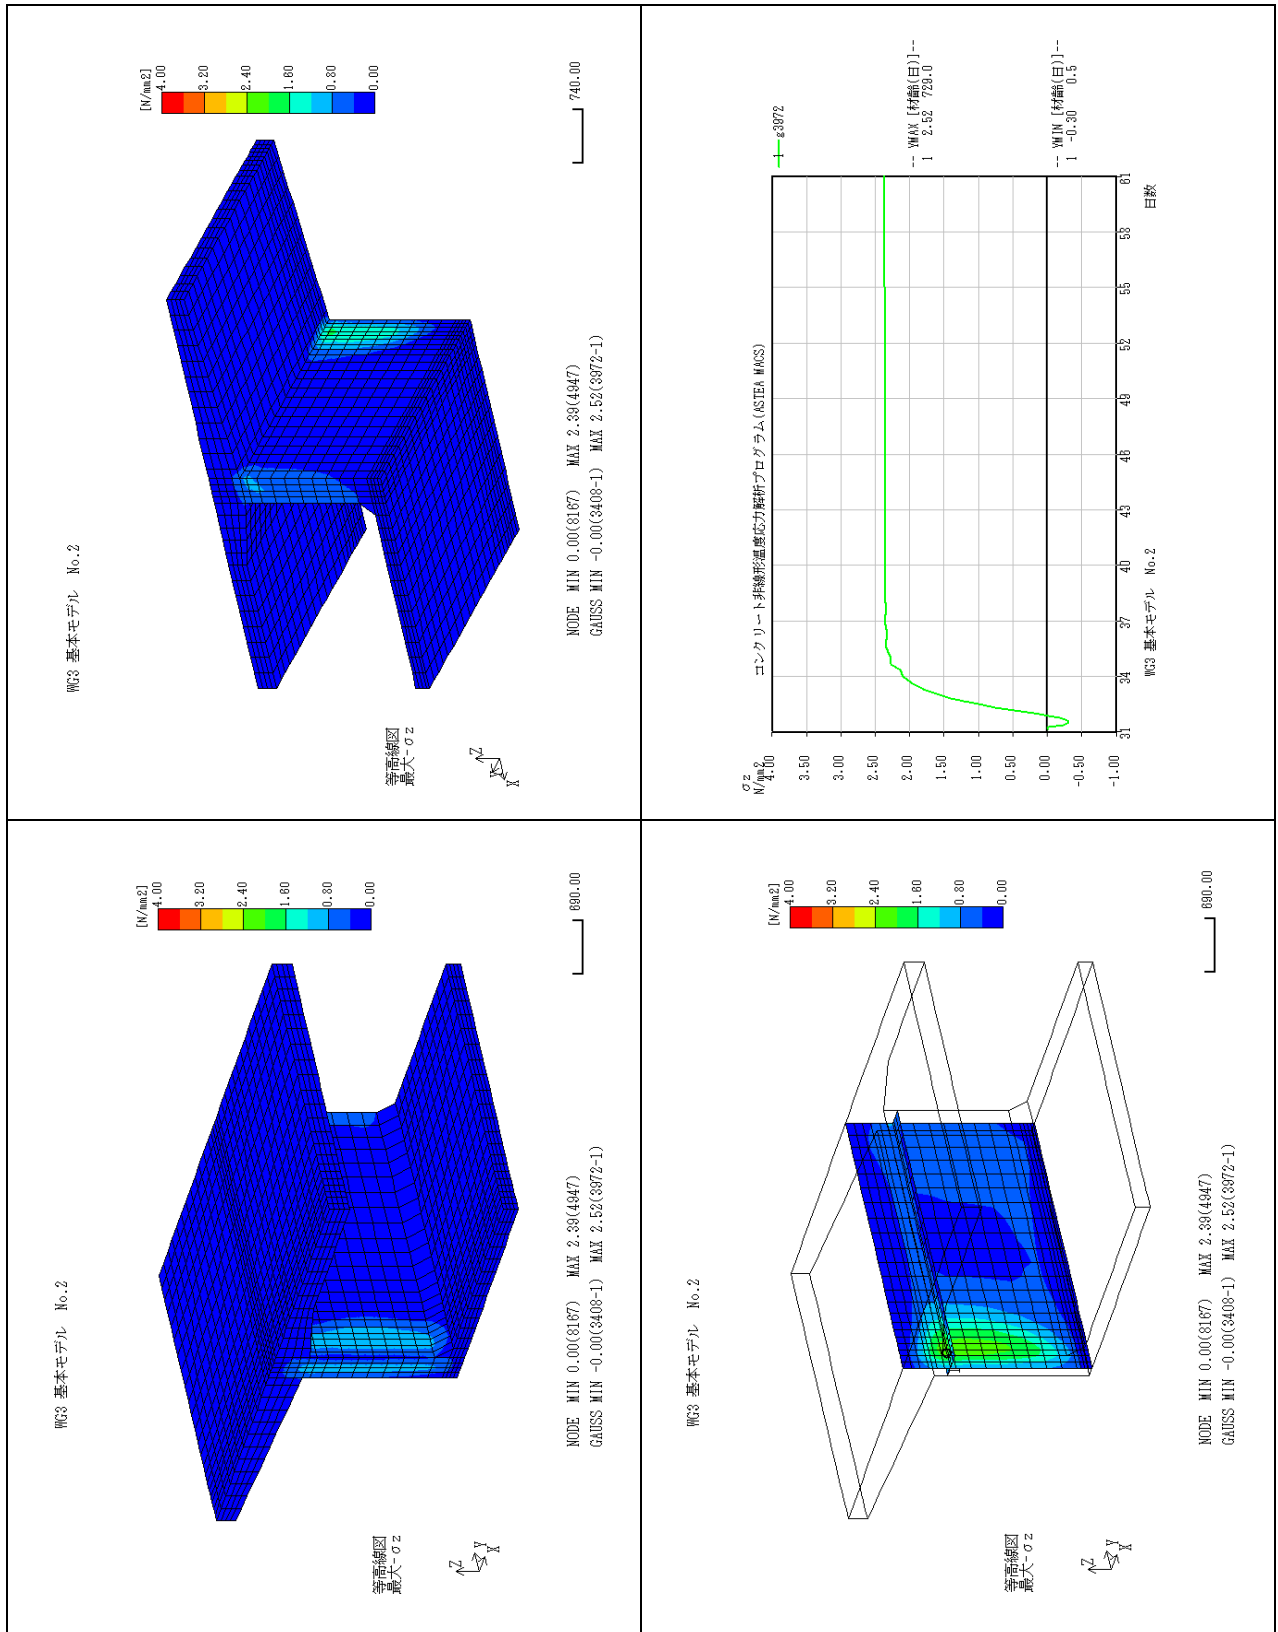 WG3 基本モデル No.2
[N/mm2]
4.00
3.20
2.40
1.60
0.80
0.00
740.00
等高線図
最大-σz
Z
Y
X
NODE MIN 0.00(8167) MAX 2.39(4947)
GAUSS MIN -0.00(3408-1) MAX 2.52(3972-1)
コンクリート非線形温度応力解析プログラム(ASTEA MACS)
σz
N/mm2
4.00
3.50
3.00
2.50
2.00
1.50
1.00
0.50
0.00
-0.50
-1.00
31
34
37
40
43
46
49
52
55
58
61
日数
1 g3972
-- YMAX [材齢(日)]--
1 2.52 729.0
-- YMIN [材齢(日)]--
1 -0.30 0.5
WG3 基本モデル No.2
WG3 基本モデル No.2
[N/mm2]
4.00
3.20
2.40
1.60
0.80
0.00
690.00
等高線図
最大-σz
Z
Y
X
NODE MIN 0.00(8167) MAX 2.39(4947)
GAUSS MIN -0.00(3408-1) MAX 2.52(3972-1)
WG3 基本モデル No.2
[N/mm2]
4.00
3.20
2.40
1.60
0.80
0.00
690.00
1
等高線図
最大-σz
Z
Y
X
NODE MIN 0.00(8167) MAX 2.39(4947)
GAUSS MIN -0.00(3408-1) MAX 2.52(3972-1)